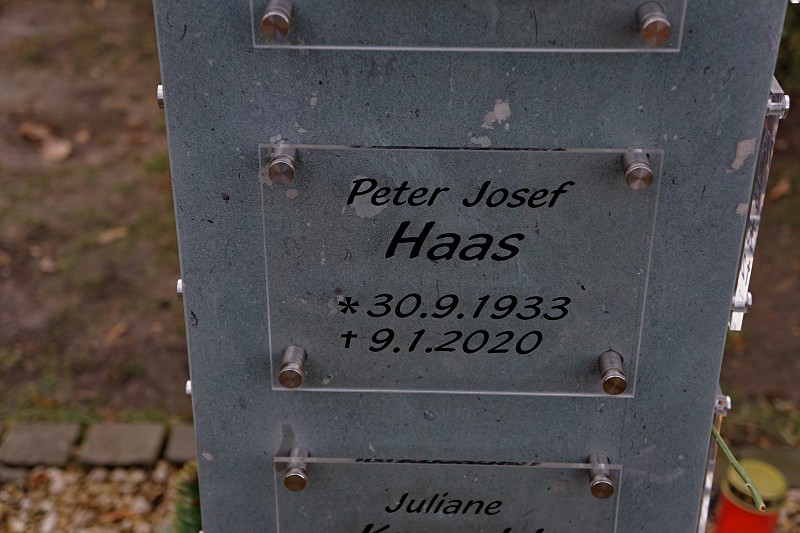 Peter Josef
Haas
* 30.9.1933
† 9.1.2020
Juliane